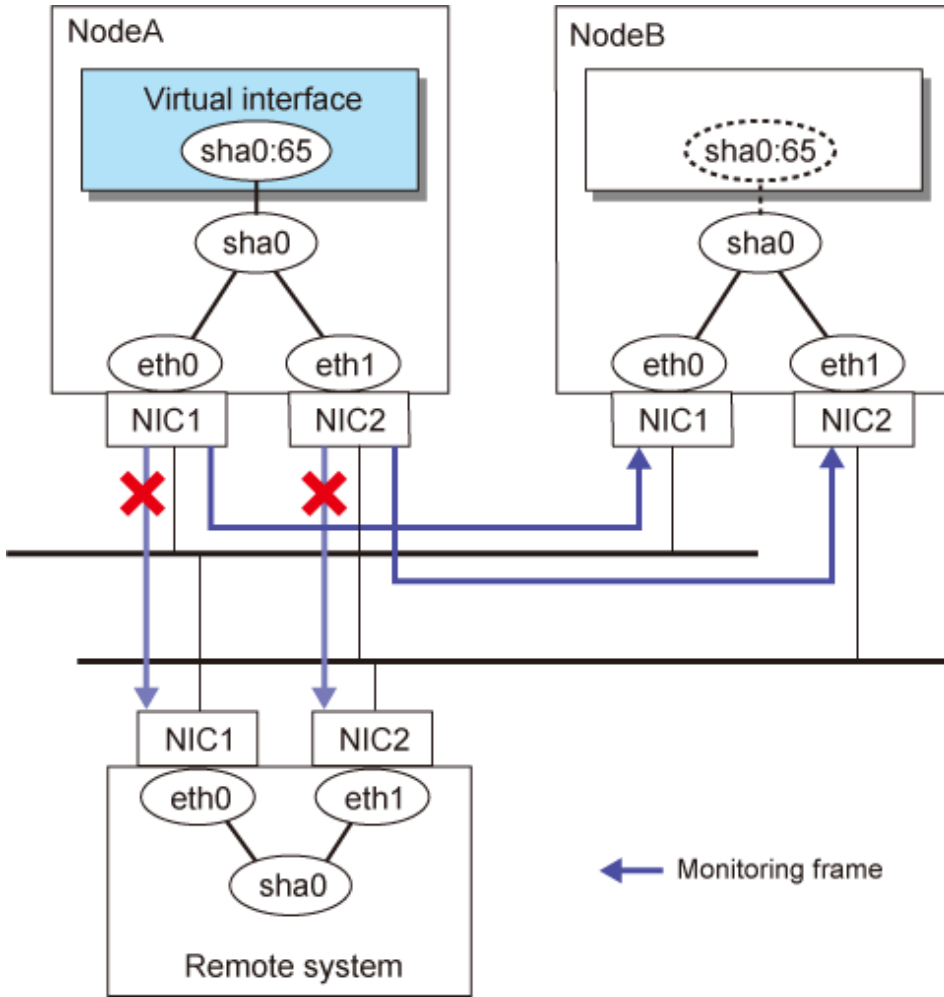 NodeA
Virtual interface
sha0:65
sha0
eth0
eth1
NIC1
NIC2
NodeB
sha0:65
sha0
eth0
eth1
NIC1
NIC2
NIC1
NIC2
eth0
eth1
sha0
Remote system
Monitoring frame